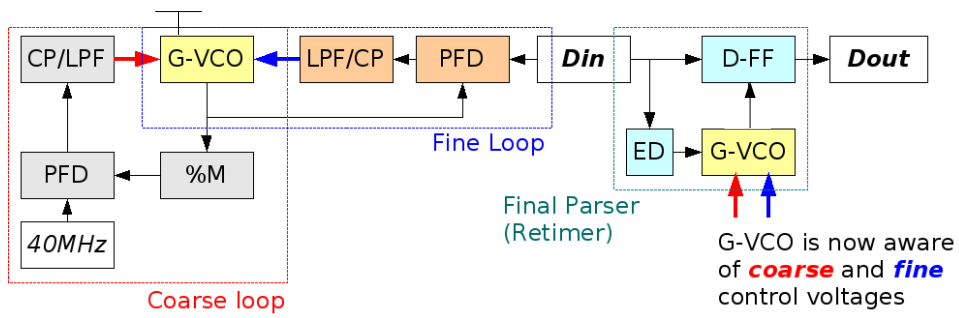 CP/LPF
G-VCO
LPF/CP
PFD
Din
D-FF
Dout
Fine Loop
ED
G-VCO
PFD
%M
Final Parser
(Retimer)
40MHz
G-VCO is now aware
of coarse and fine
control voltages
Coarse loop